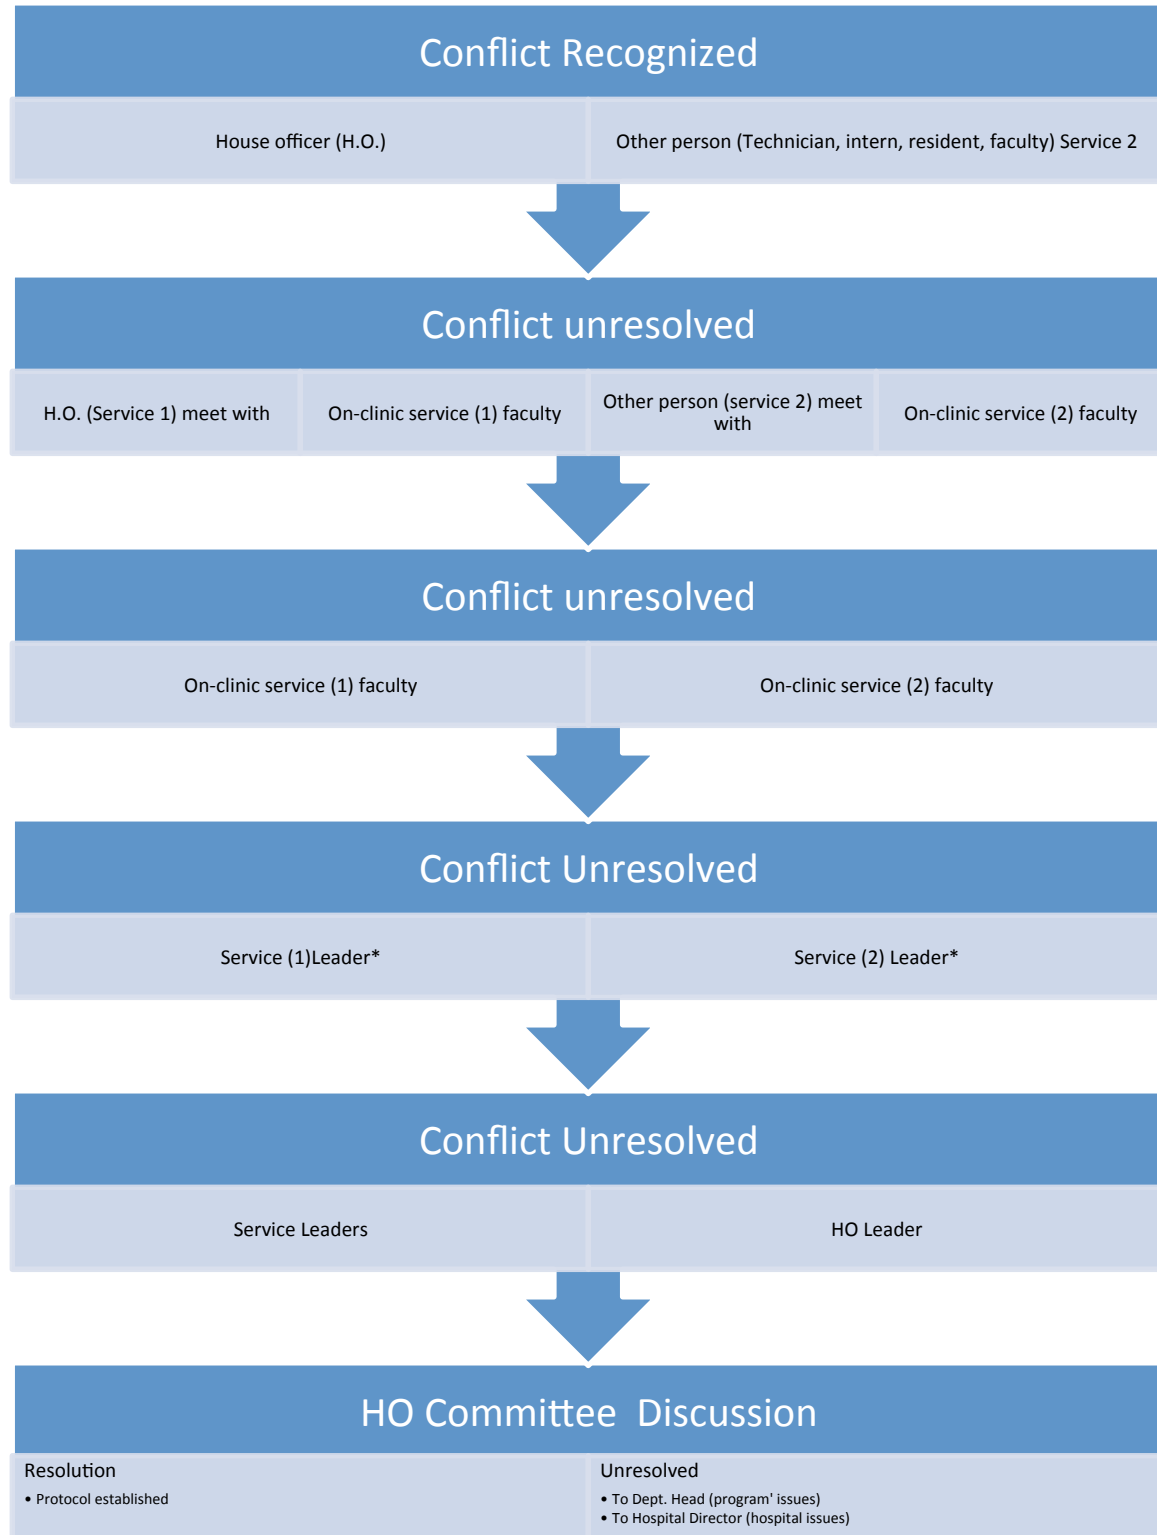 Conflict Recognized
House officer (H.O.)
Other person (Technician, intern, resident, faculty) Service 2
Conflict unresolved
H.O. (Service 1) meet with
On-clinic service (1) faculty
Other person (service 2) meet
with
On-clinic service (2) faculty
Conflict unresolved
On-clinic service (1) faculty
On-clinic service (2) faculty
Conflict Unresolved
Service (1)Leader*
Service (2) Leader*
Conflict Unresolved
Service Leaders
HO Leader
HO Committee  Discussion
Resolution
• Protocol established
Unresolved
• To Dept. Head (program' issues)
• To Hospital Director (hospital issues)